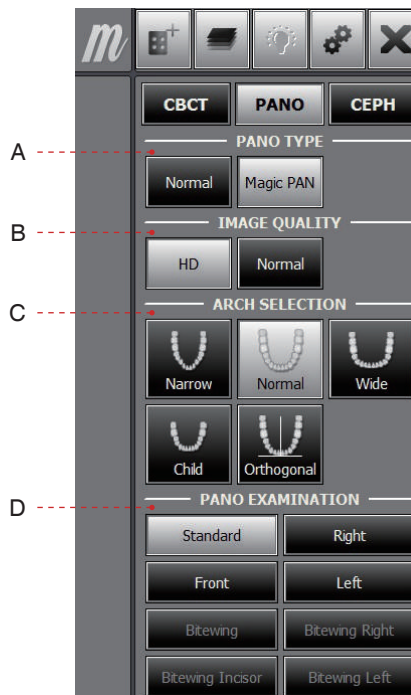 m
CBCT PANO CEPH
A PANO TYPE
Normal Magic PAN
B IMAGE QUALITY
HD Normal
C ARCH SELECTION
Narrow Normal Wide
Child Orthogonal
D PANO EXAMINATION
Standard Right
Front Left
Bitewing Bitewing Right
Bitewing Incisor Bitewing Left